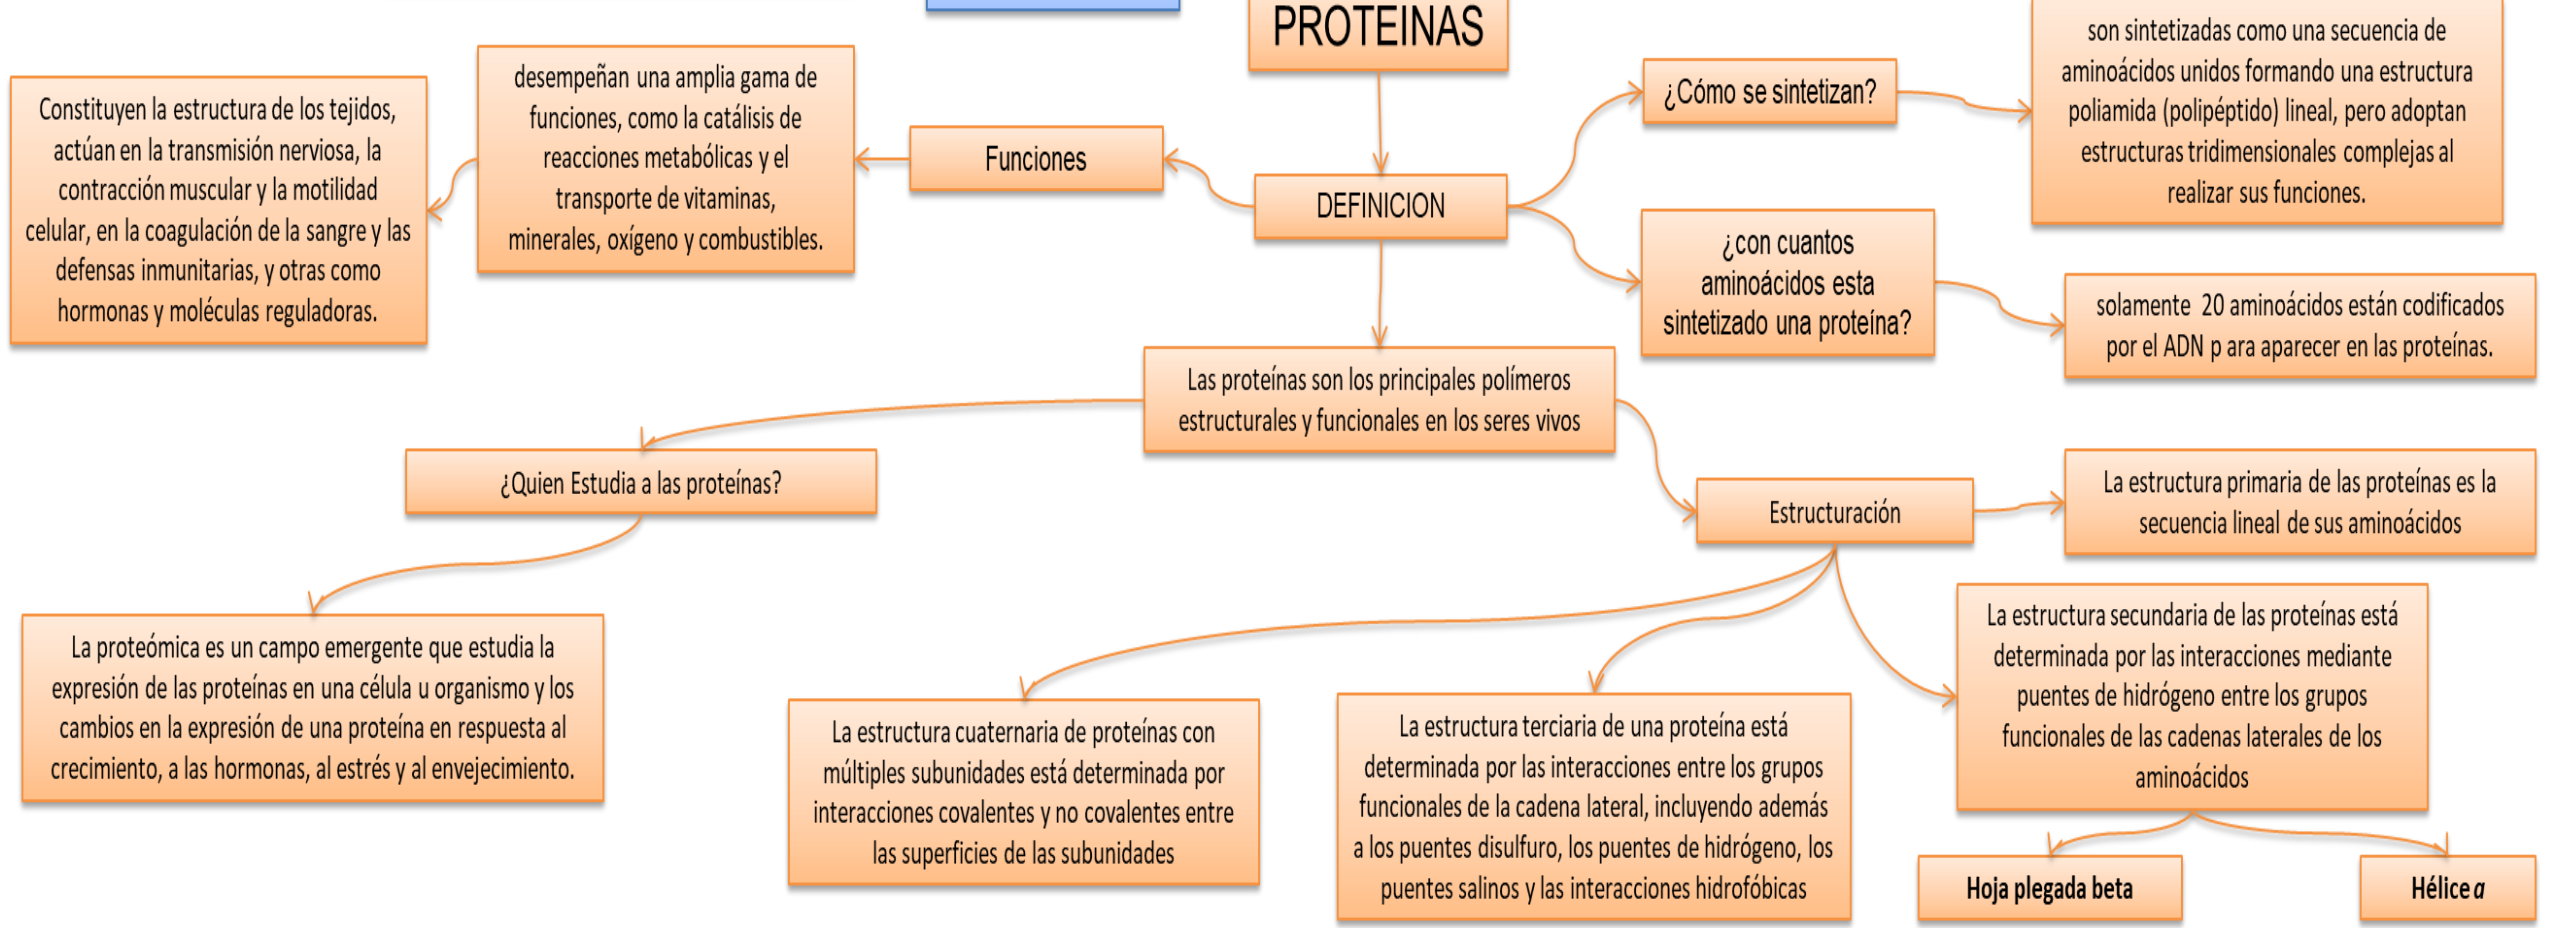 PROTEINAS
DEFINICION
Funciones
desempeñan una amplia gama de
funciones, como la catálisis de
reacciones metabólicas y el
transporte de vitaminas,
minerales, oxígeno y combustibles.
Constituyen la estructura de los tejidos,
actúan en la transmisión nerviosa, la
contracción muscular y la motilidad
celular, en la coagulación de la sangre y las
defensas inmunitarias, y otras como
hormonas y moléculas reguladoras.
¿Cómo se sintetizan?
son sintetizadas como una secuencia de
aminoácidos unidos formando una estructura
poliamida (polipéptido) lineal, pero adoptan
estructuras tridimensionales complejas al
realizar sus funciones.
¿con cuantos
aminoácidos esta
sintetizado una proteína?
solamente 20 aminoácidos están codificados
por el ADN p ara aparecer en las proteínas.
Las proteínas son los principales polímeros
estructurales y funcionales en los seres vivos
¿Quien Estudia a las proteínas?
La proteómica es un campo emergente que estudia la
expresión de las proteínas en una célula u organismo y los
cambios en la expresión de una proteína en respuesta al
crecimiento, a las hormonas, al estrés y al envejecimiento.
Estructuración
La estructura primaria de las proteínas es la
secuencia lineal de sus aminoácidos
La estructura secundaria de las proteínas está
determinada por las interacciones mediante
puentes de hidrógeno entre los grupos
funcionales de las cadenas laterales de los
aminoácidos
Hoja plegada beta
Hélice α
La estructura terciaria de una proteína está
determinada por las interacciones entre los grupos
funcionales de la cadena lateral, incluyendo además
a los puentes disulfuro, los puentes de hidrógeno, los
puentes salinos y las interacciones hidrofóbicas
La estructura cuaternaria de proteínas con
múltiples subunidades está determinada por
interacciones covalentes y no covalentes entre
las superficies de las subunidades